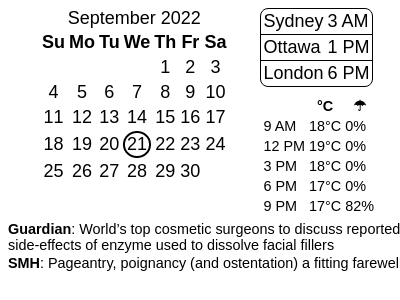 September 2022
Su Mo Tu We Th Fr Sa
1 2 3
4 5 6 7 8 9 10
11 12 13 14 15 16 17
18 19 20 21 22 23 24
25 26 27 28 29 30
Sydney 3 AM
Ottawa 1 PM
London 6 PM
°C ☂
9 AM 18°C 0%
12 PM 19°C 0%
3 PM 18°C 0%
6 PM 17°C 0%
9 PM 17°C 82%
Guardian: World’s top cosmetic surgeons to discuss reported
side-effects of enzyme used to dissolve facial fillers
SMH: Pageantry, poignancy (and ostentation) a fitting farewel